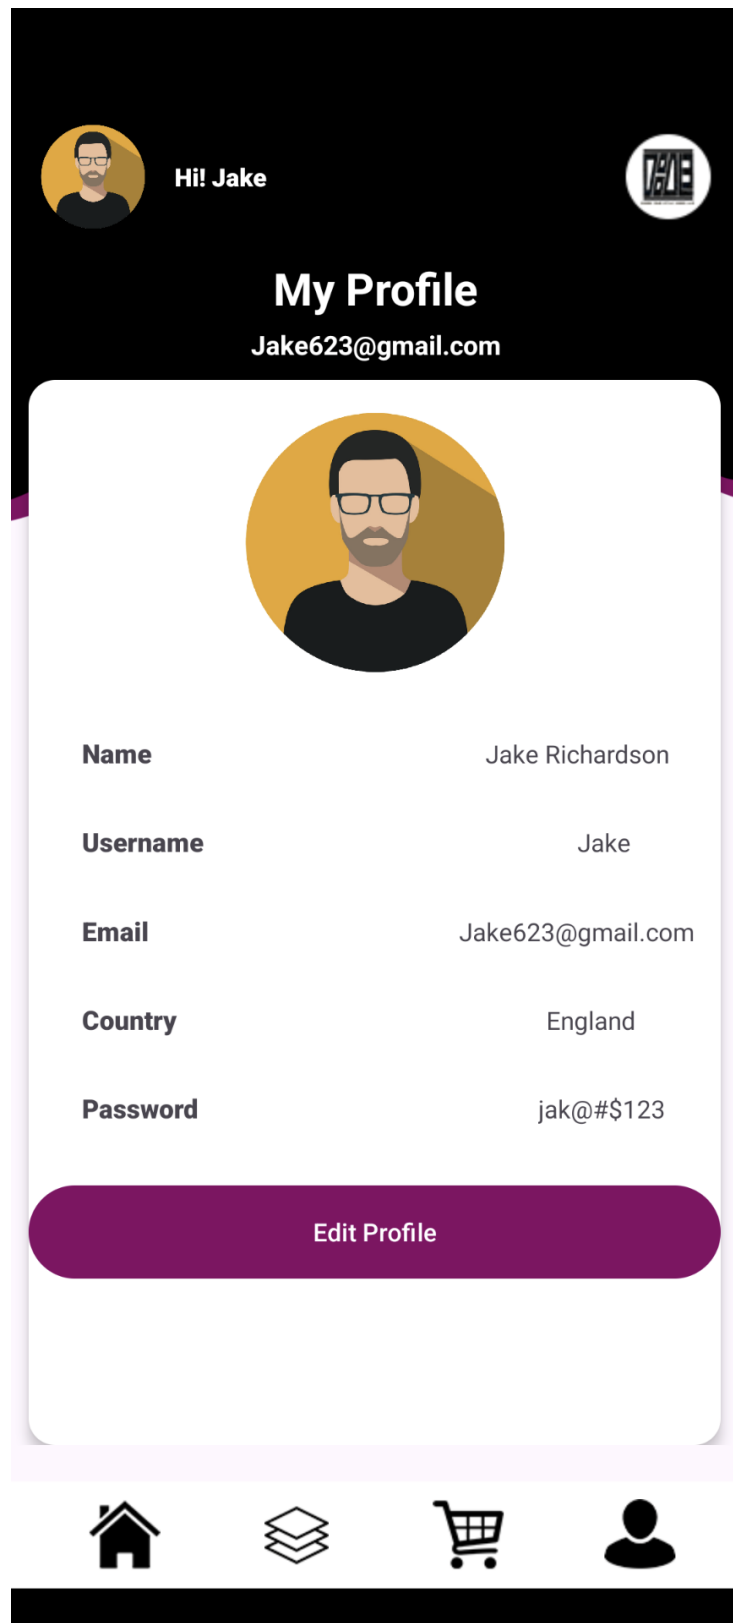 Hi! Jake
My Profile
Jake623@gmail.com
Name Jake Richardson
Username Jake
Email Jake623@gmail.com
Country England
Password jak@#$123
Edit Profile